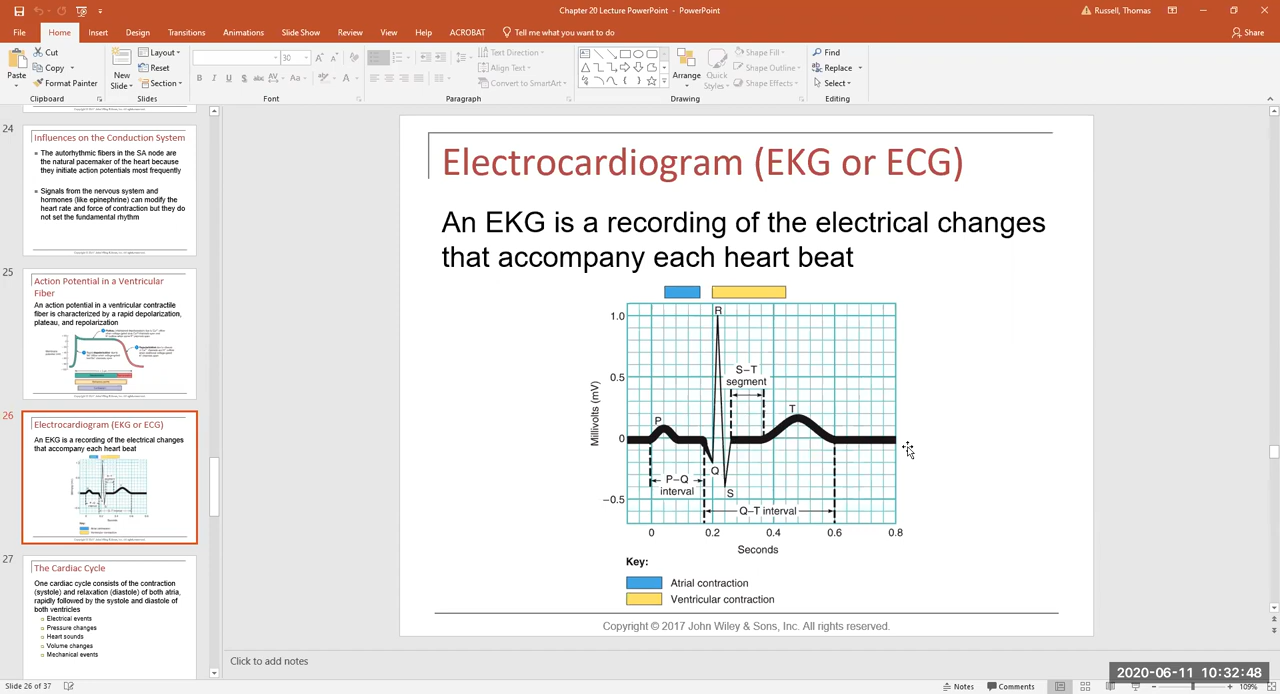 Chapter 20 Lecture PowerPoint - PowerPoint
Russell, Thomas
File Home Insert Design Transitions Animations Slide Show Review View Help ACROBAT Tell me what you want to do
Share
Paste
Cut
Copy
Format Painter
Clipboard
New
Slide
Layout
Reset
Section
Slides
30
Font
Text Direction
Align Text
Convert to SmartArt
Paragraph
Arrange
Quick
Styles
Shape Fill
Shape Outline
Shape Effects
Drawing
Find
Replace
Select
Editing
24
Influences on the Conduction System
The autorhythmic fibers in the SA node are
the natural pacemaker of the heart because
they initiate action potentials most frequently
Signals from the nervous system and
hormones (like epinephrine) can modify the
heart rate and force of contraction but they do
not set the fundamental rhythm
25
Action Potential in a Ventricular
Fiber
An action potential in a ventricular contractile
fiber is characterized by a rapid depolarization,
plateau, and repolarization
26
Electrocardiogram (EKG or ECG)
An EKG is a recording of the electrical changes
that accompany each heart beat
27
The Cardiac Cycle
One cardiac cycle consists of the contraction
(systole) and relaxation (diastole) of both atria,
rapidly followed by the systole and diastole of
both ventricles
Electrical events
Pressure changes
Heart sounds
Volume changes
Mechanical events
Electrocardiogram (EKG or ECG)
An EKG is a recording of the electrical changes
that accompany each heart beat
Millivolts (mV)
1.0
0.5
0
−0.5
R
S–T
segment
P
T
Q
S
P–Q
interval
Q–T interval
0 0.2 0.4 0.6 0.8
Seconds
Key:
Atrial contraction
Ventricular contraction
Copyright © 2017 John Wiley & Sons, Inc. All rights reserved.
Click to add notes
2020-06-11 10:32:48
Slide 26 of 37
Notes
Comments
109%